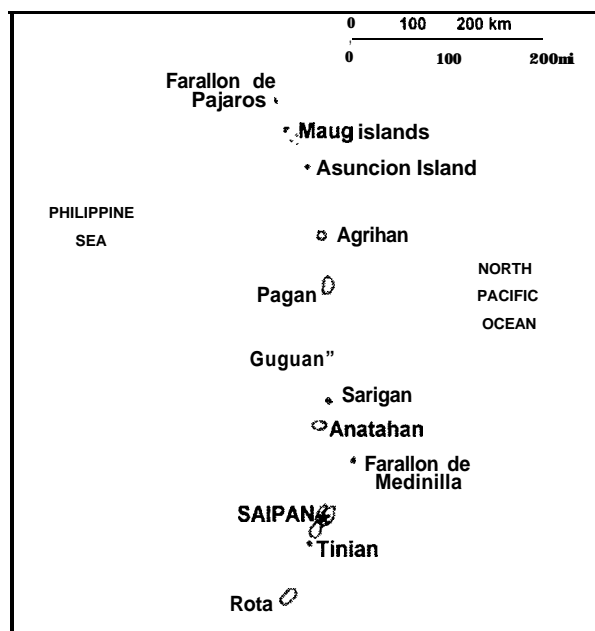 0 100 200 km
0 100 200mi
Farallon de
Pajaros
Maug islands
Asuncion Island
PHILIPPINE
SEA
Agrihan
NORTH
PACIFIC
OCEAN
Pagan
Guguan”
Sarigan
Anatahan
Farallon de
Medinilla
SAIPAN
Tinian
Rota